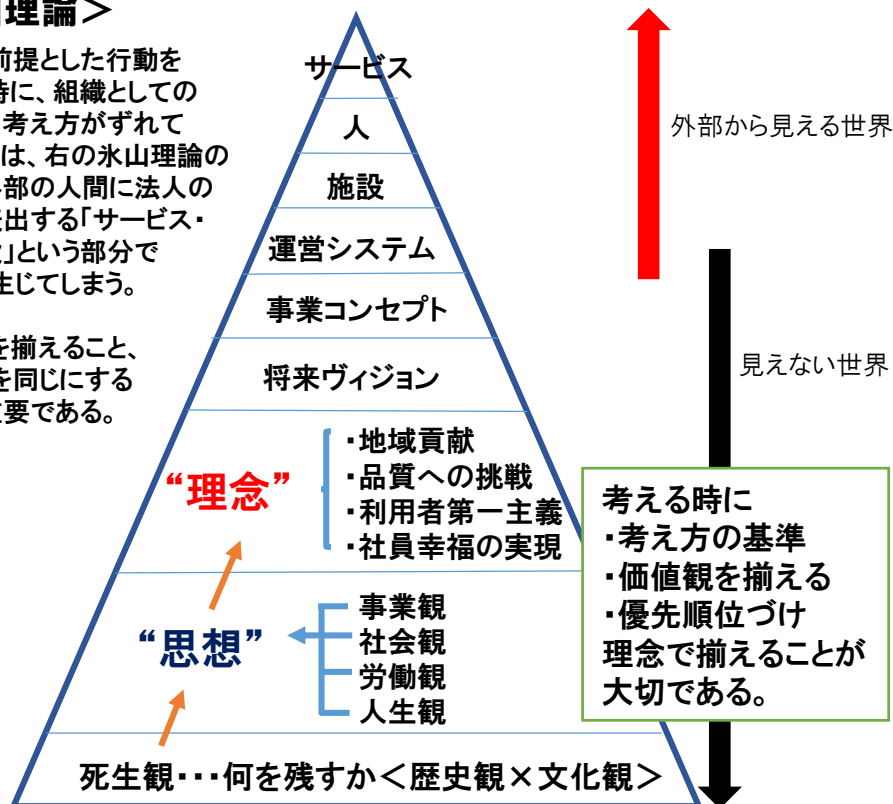 理論＞
前提とした行動を
時に、組織としての
考え方がずれて
は、右の氷山理論の
部の人間に法人の
出する「サービス・
」という部分で
生じてしまう。
を揃えること、
を同じにする
要である。
サービス
人
施設
運営システム
事業コンセプト
将来ヴィジョン
“理念”
・地域貢献
・品質への挑戦
・利用者第一主義
・社員幸福の実現
“思想”
事業観
社会観
労働観
人生観
死生観・・・何を残すか＜歴史観×文化観＞
外部から見える世界
見えない世界
考える時に
・考え方の基準
・価値観を揃える
・優先順位づけ
理念で揃えることが
大切である。